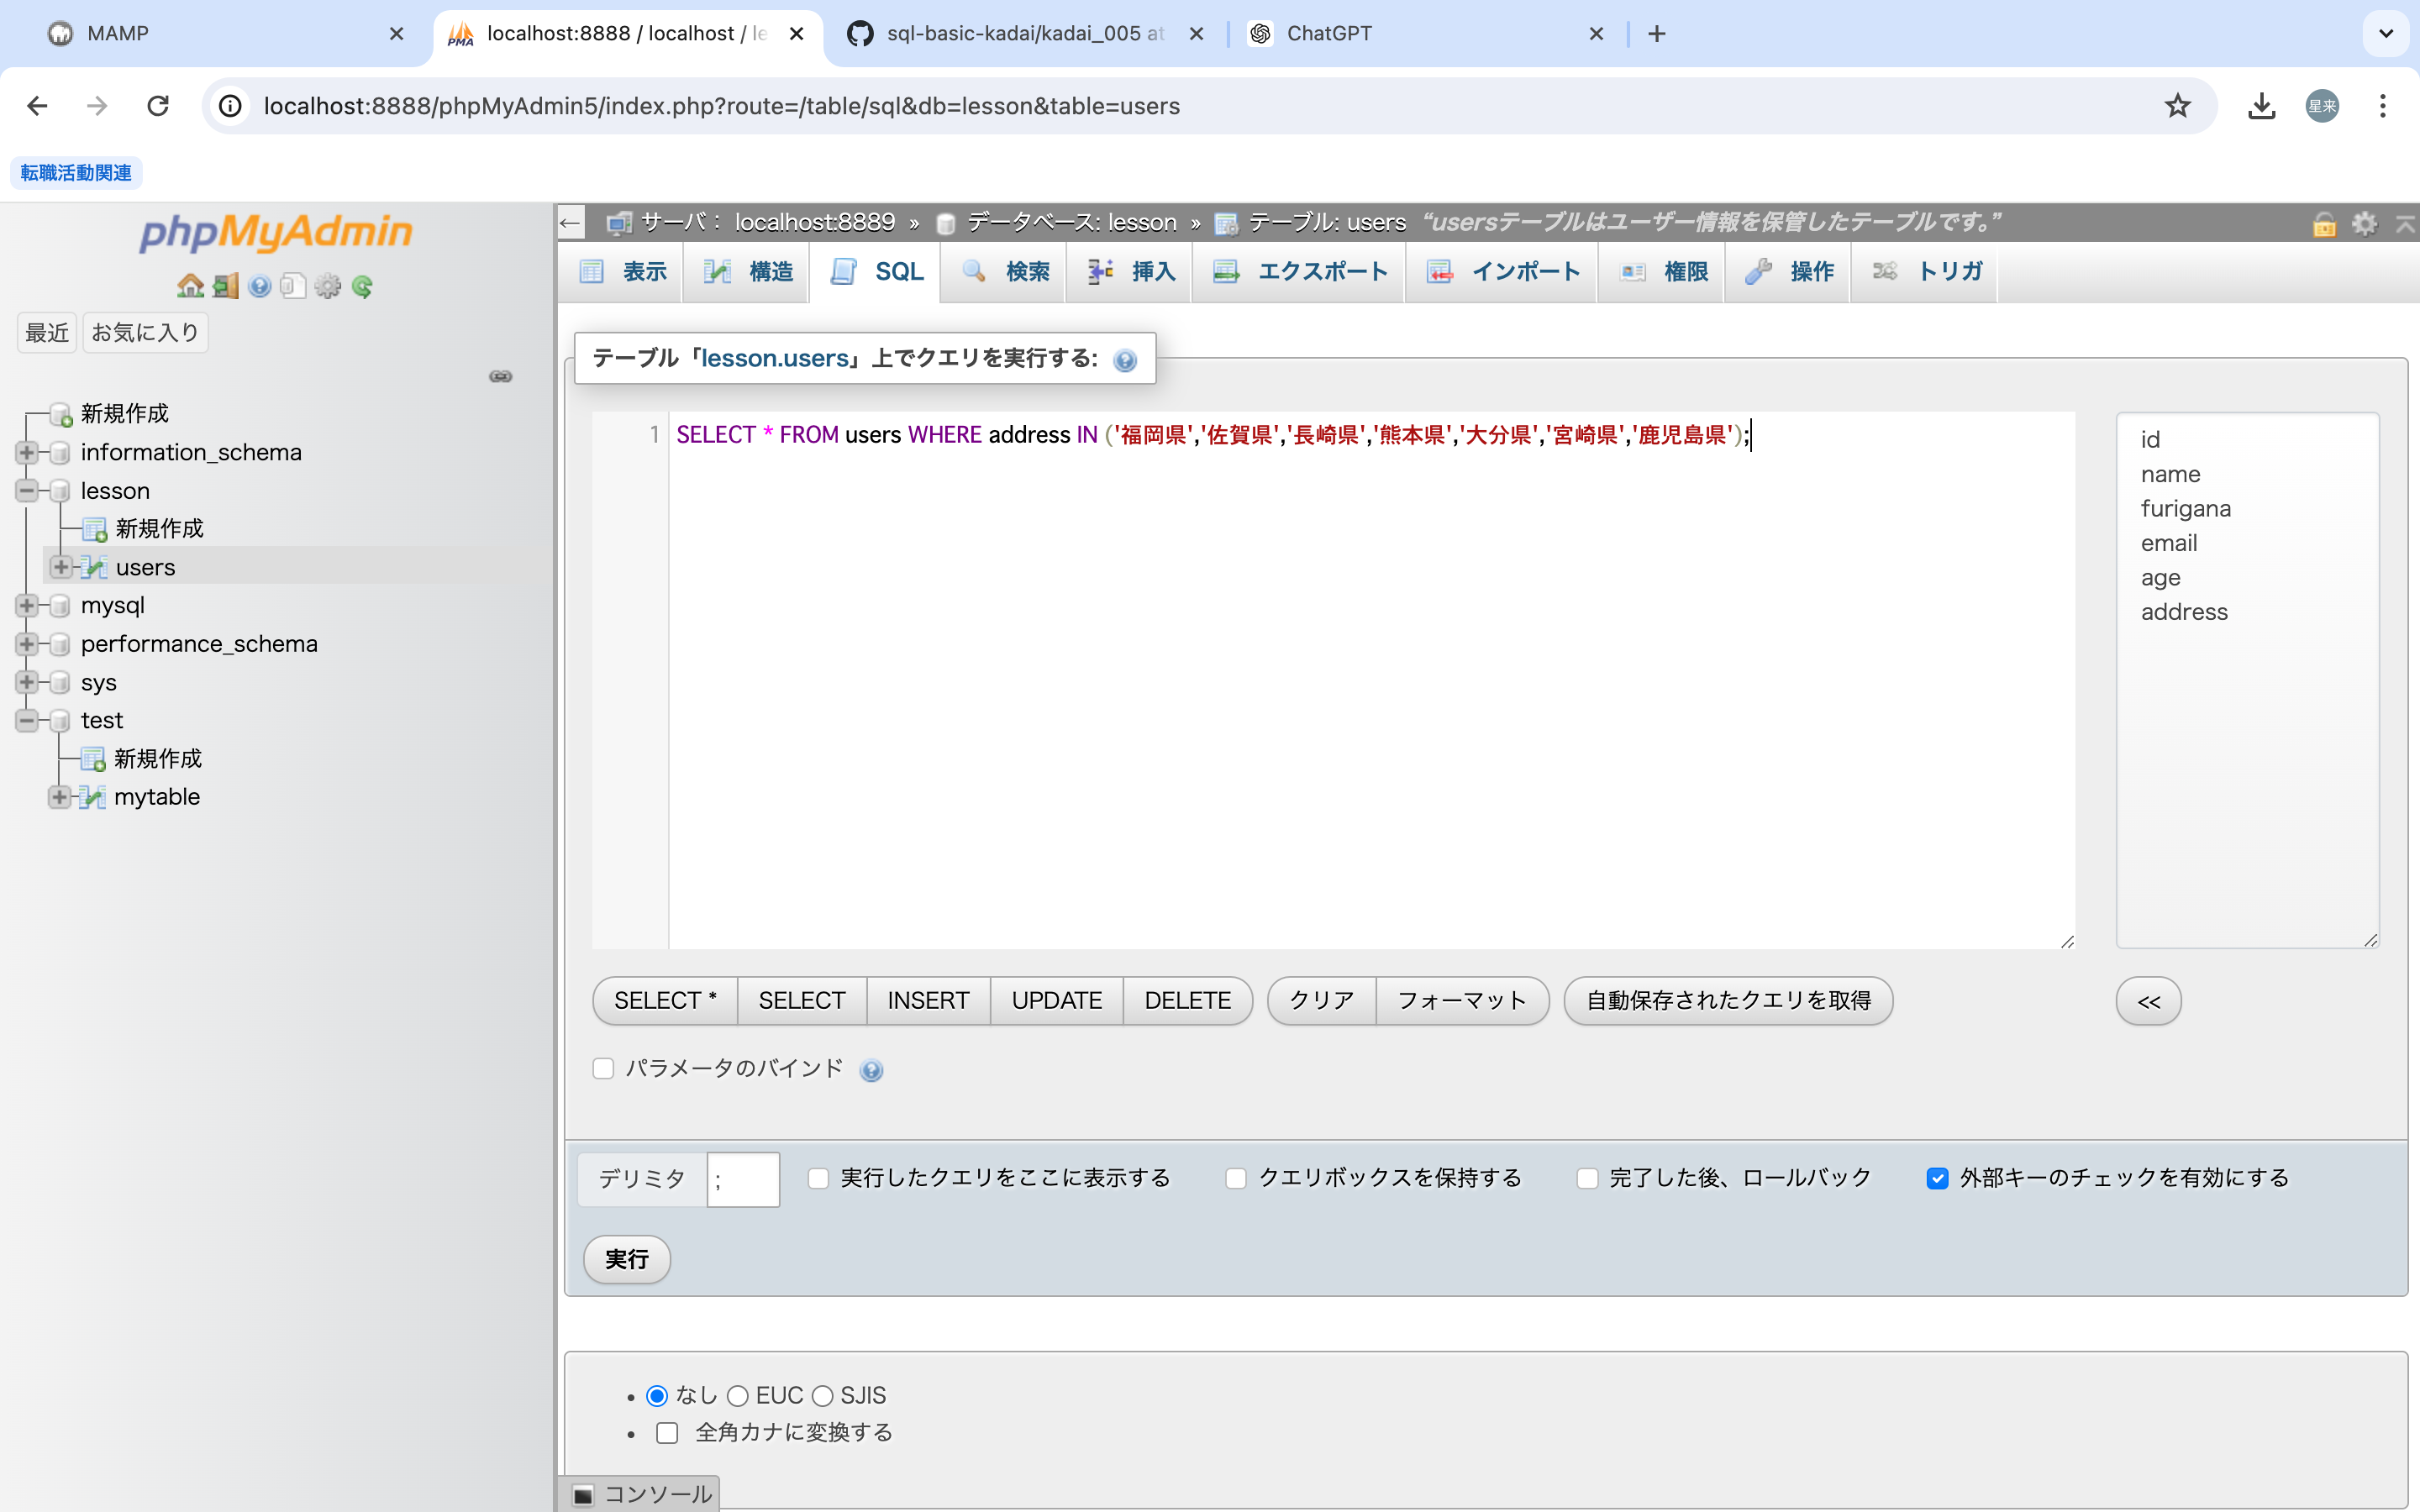 MAMP
localhost:8888 / localhost / le
sql-basic-kadai/kadai_005 at
ChatGPT
localhost:8888/phpMyAdmin5/index.php?route=/table/sql&db=lesson&table=users
星来
転職活動関連
phpMyAdmin
最近 お気に入り
新規作成
information_schema
lesson
新規作成
users
mysql
performance_schema
sys
test
新規作成
mytable
サーバ: localhost:8889 » データベース: lesson » テーブル: users “usersテーブルはユーザー情報を保管したテーブルです。”
表示 構造 SQL 検索 挿入 エクスポート インポート 権限 操作 トリガ
テーブル「lesson.users」上でクエリを実行する:
1 SELECT * FROM users WHERE address IN ('福岡県','佐賀県','長崎県','熊本県','大分県','宮崎県','鹿児島県');
id
name
furigana
email
age
address
SELECT * SELECT INSERT UPDATE DELETE クリア フォーマット 自動保存されたクエリを取得 <<
パラメータのバインド
デリミタ ; 実行したクエリをここに表示する クエリボックスを保持する 完了した後、ロールバック 外部キーのチェックを有効にする
実行
なし EUC SJIS
全角カナに変換する
コンソール